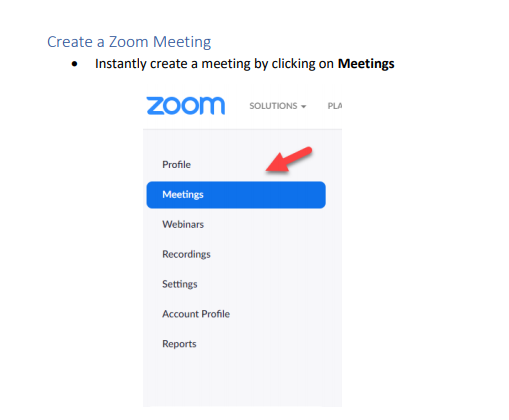 Create a Zoom Meeting
• Instantly create a meeting by clicking on Meetings
zoom SOLUTIONS PLA
Profile
Meetings
Webinars
Recordings
Settings
Account Profile
Reports